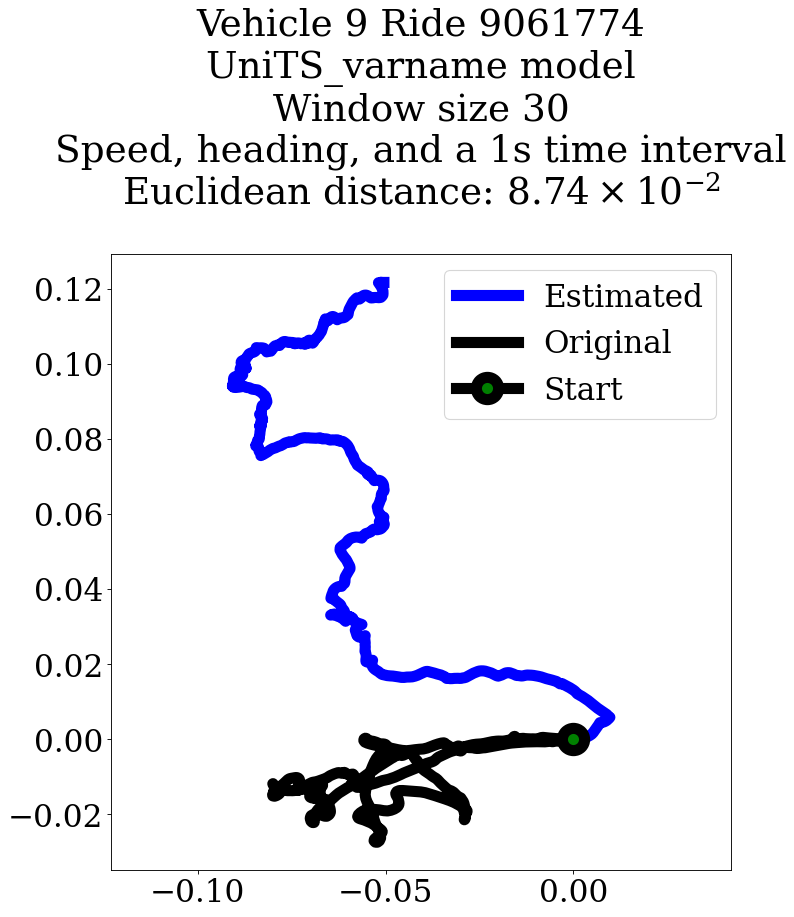 Vehicle 9 Ride 9061774
UniTS_varname model
Window size 30
Speed, heading, and a 1s time interval
Euclidean distance: 8.74 × 10⁻²
Estimated
Original
Start
0.12
0.10
0.08
0.06
0.04
0.02
0.00
−0.02
−0.10
−0.05
0.00